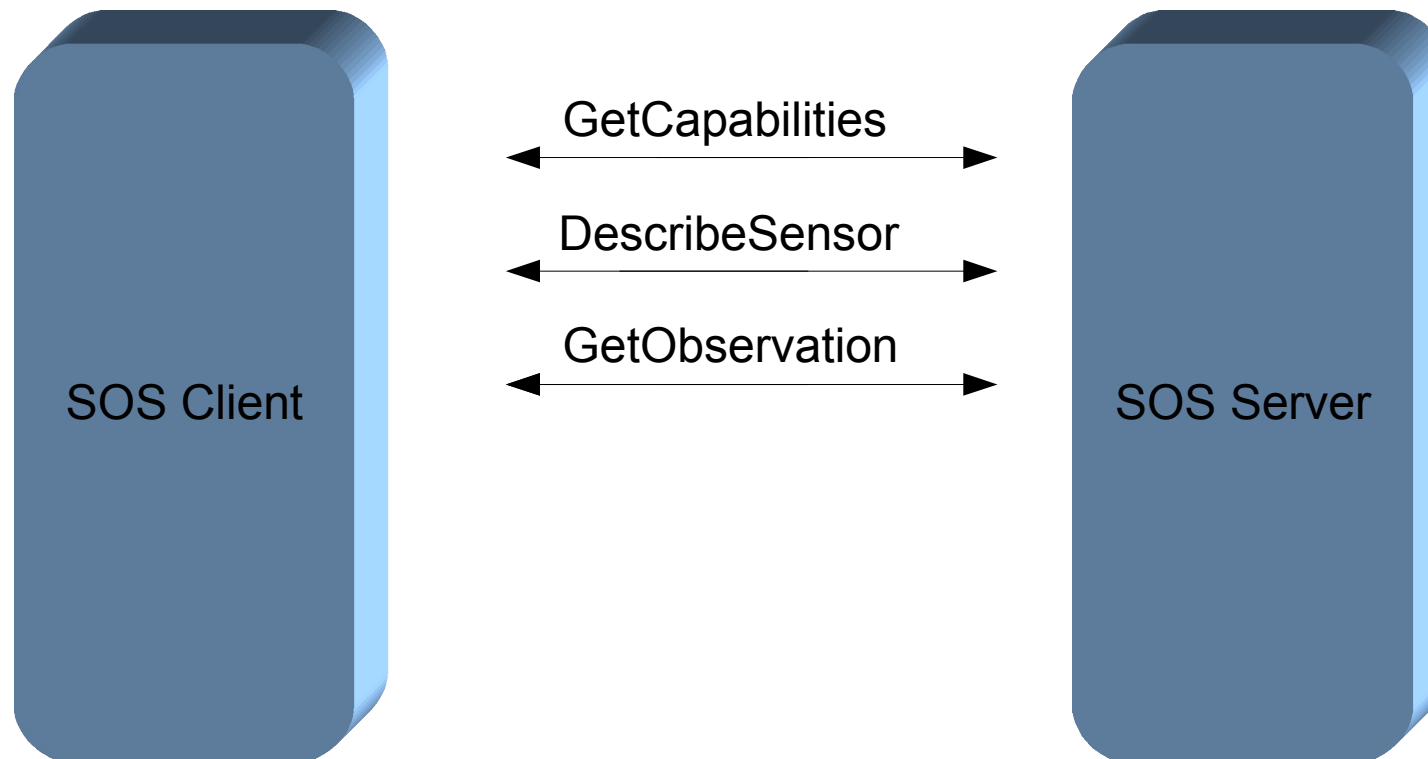 GetCapabilities
DescribeSensor
GetObservation
SOS Client
SOS Server